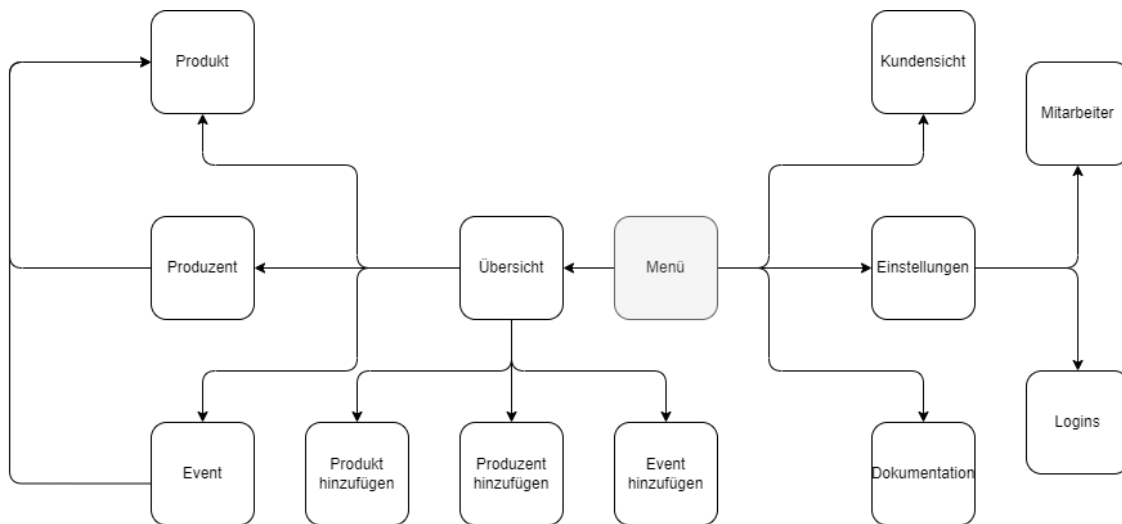 Produkt
Kundensicht
Mitarbeiter
Produzent
Übersicht
Menü
Einstellungen
Event
Produkt
hinzufügen
Produzent
hinzufügen
Event
hinzufügen
Dokumentation
Logins